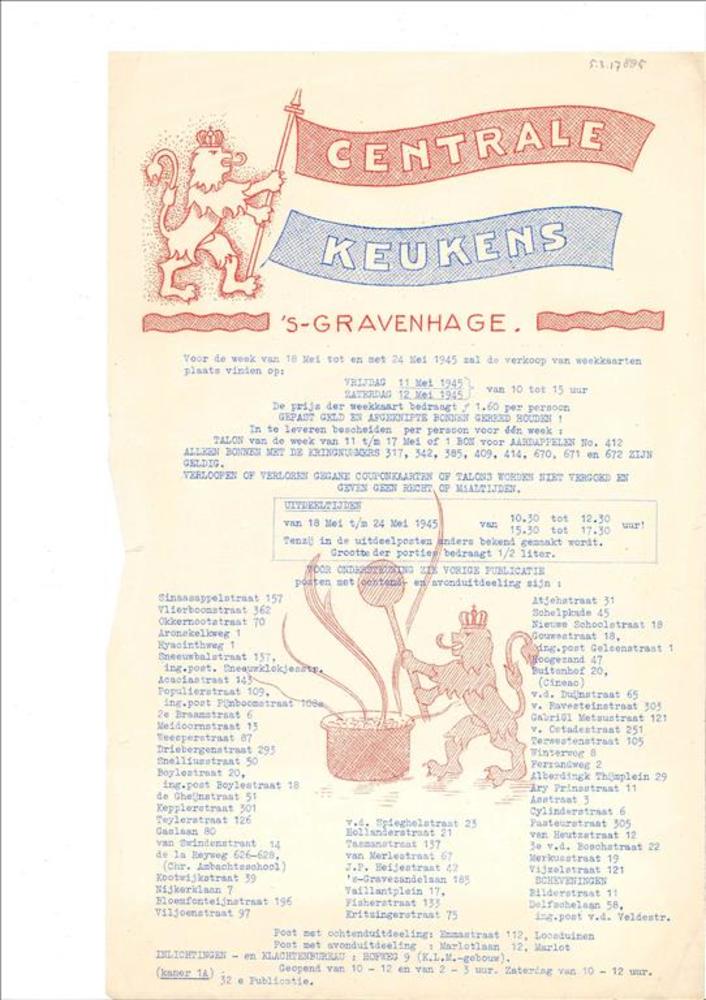 5.3.17895
CENTRALE
KEUKENS
'S-GRAVENHAGE.
Voor de week van 18 Mei tot en met 24 Mei 1945 zal de verkoop van weekkaarten
plaats vinden op:
VRIJDAG 11 Mei 1945
ZATERDAG 12 Mei 1945 } van 10 tot 15 uur
De prijs der weekkaart bedraagt ƒ 1.60 per persoon
GEPAST GELD EN AFGEKNIPTE BONNEN GEREED HOUDEN !
In te leveren bescheiden per persoon voor één week :
TALON van de week van 11 t/m 17 Mei of 1 BON voor AARDAPPELEN No. 412
ALLEEN BONNEN MET DE KRINGNUMMERS 317, 342, 385, 409, 414, 670, 671 en 672 ZIJN
GELDIG.
VERLOOPEN OF VERLOREN GEGANE COUPONKAARTEN OF TALONS WORDEN NIET VERGOED EN
GEVEN GEEN RECHT OP MAALTIJDEN.
UITDEELTIJDEN
van 18 Mei t/m 24 Mei 1945 van 10.30 tot 12.30
15.30 tot 17.30 uur!
Tenzij in de uitdeelposten anders bekend gemaakt wordt.
Grootte der porties bedraagt 1/2 liter.
VOOR ONDERSTEUNING ZIE VORIGE PUBLICATIE
posten met ochtend- en avonduitdeeling zijn :
Sinaasappelstraat 157
Vlierboomstraat 362
Okkernootstraat 70
Aronskelkweg 1
Hyacinthweg 1
Sneeuwbalstraat 137,
ing.post. Sneeuwklokjesstr.
Acaciastraat 143
Populierstraat 109,
ing.post Pijnboomstraat 108a
2e Braamstraat 6
Meidoornstraat 13
Weesperstraat 87
Driebergenstraat 293
Snelliusstraat 50
Boylestraat 20,
ing.post Boylestraat 18
de Gheijnstraat 51
Kepplerstraat 301
Teylerstraat 126
Gaslaan 80
van Swindenstraat 14
de la Reyweg 626-628,
(Chr. Ambachtsschool)
Kootwijkstraat 39
Nijkerklaan 7
Bloemfonteijnstraat 196
Viljoenstraat 97
v.d. Spieghelstraat 23
Hollanderstraat 21
Tasmanstraat 137
van Merlestraat 67
J.P. Heijestraat 42
's-Gravezandelaan 183
Vaillantplein 17,
Fisherstraat 133
Kritzingerstraat 75
Atjehstraat 31
Schelpkade 45
Nieuwe Schoolstraat 18
Gouwestraat 18,
ing.post Geleenstraat 1
Hoogezand 47
Buitenhof 20,
(Cineac)
v.d. Duijnstraat 65
v. Ravesteinstraat 303
Gabriël Metsustraat 121
v. Ostadestraat 251
Terwestenstraat 105
Winterweg 8
Ferrandweg 2
Alberdingk Thijmplein 29
Ary Prinsstraat 11
Asstraat 3
Cylinderstraat 6
Pasteurstraat 305
van Heutzstraat 12
3e v.d. Boschstraat 22
Merkusstraat 19
Vijzelstraat 121
SCHEVENINGEN
Bilderstraat 11
Delfschelaan 58,
ing.post v.d. Veldestr.
Post met ochtenduitdeeling: Emmastraat 112, Loosduinen
Post met avonduitdeeling : Marlotlaan 12, Marlot
INLICHTINGEN - en KLACHTENBUREAU : HOFWEG 9 (K.L.M.-gebouw).
(kamer 1A) Geopend van 10 - 12 en van 2 - 3 uur. Zaterdag van 10 - 12 uur.
32 e Publicatie.